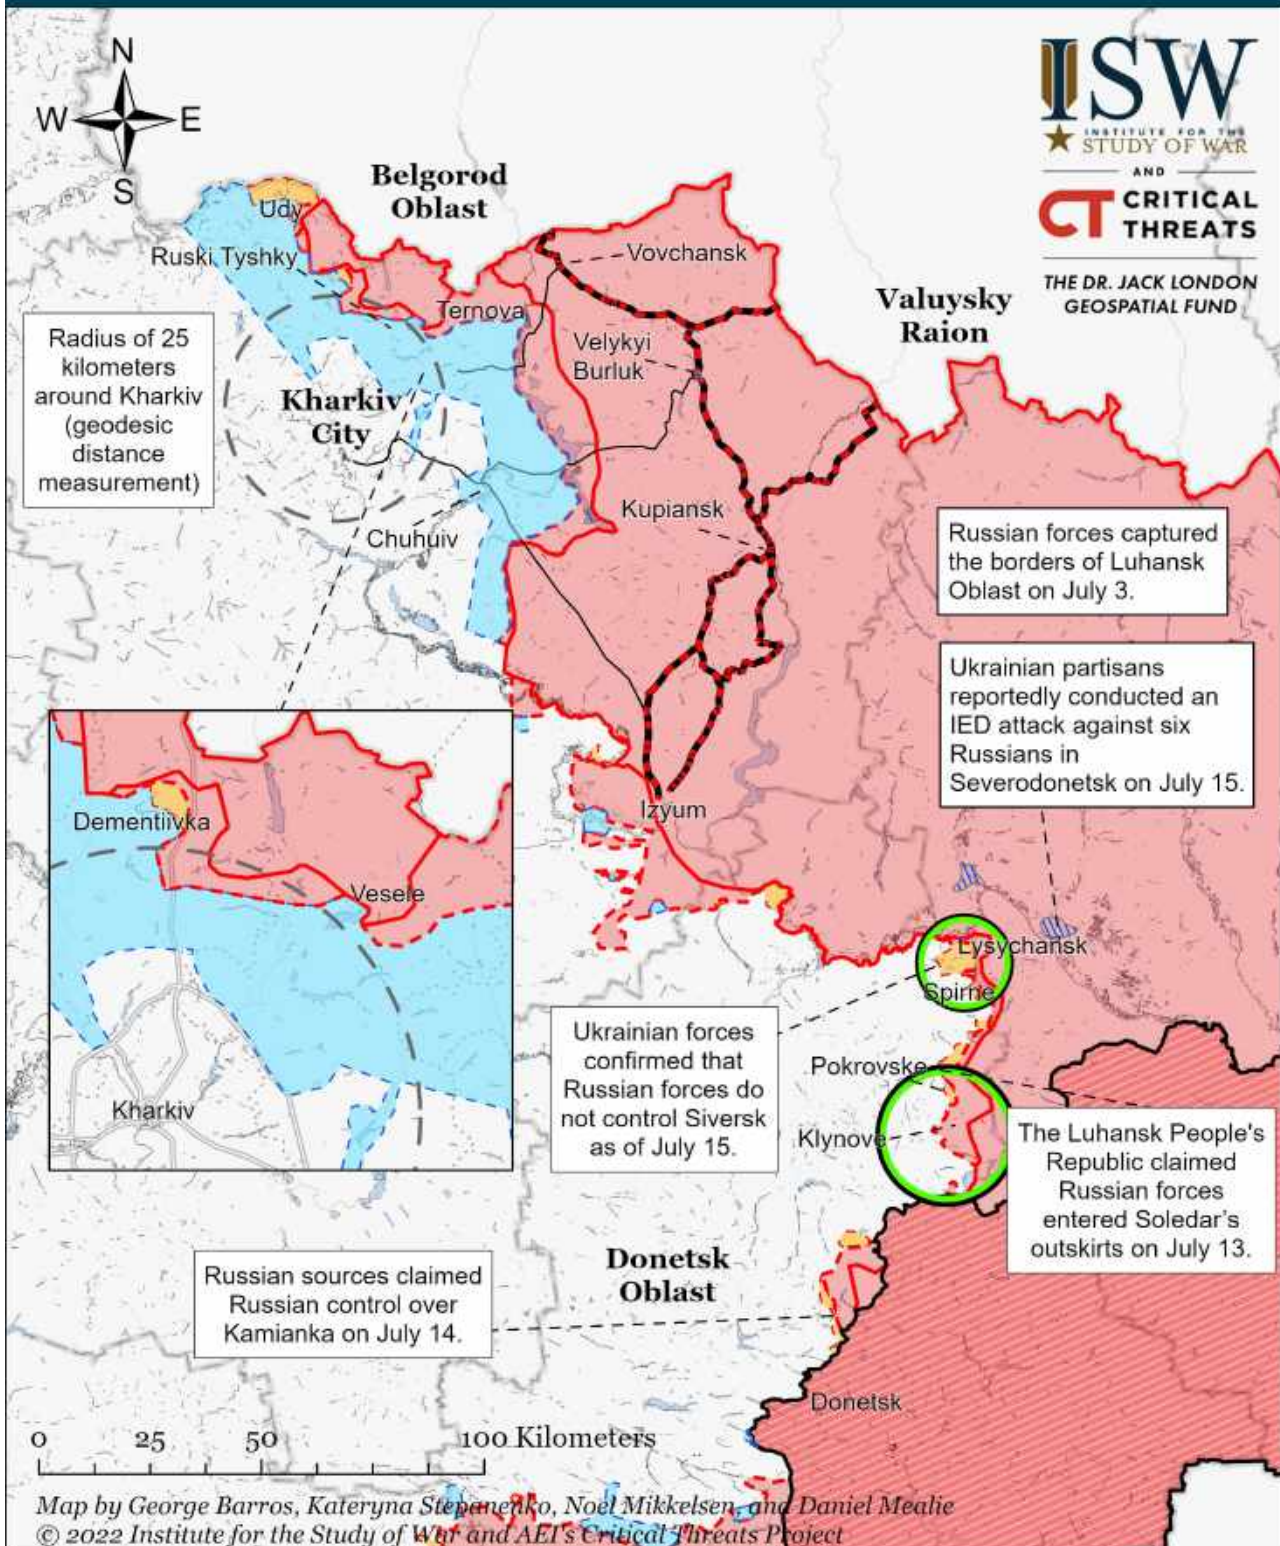 N
W E
S
ISW
INSTITUTE FOR THE
STUDY OF WAR
AND
CT CRITICAL
THREATS
THE DR. JACK LONDON
GEOSPATIAL FUND
Belgorod
Oblast
Udy
Ruski Tyshky
Vovchansk
Ternova
Valuysky
Raion
Velykyi
Burluk
Radius of 25
kilometers
around Kharkiv
(geodesic
distance
measurement)
Kharkiv
City
Kupiansk
Chuhuiv
Russian forces captured
the borders of Luhansk
Oblast on July 3.
Ukrainian partisans
reportedly conducted an
IED attack against six
Russians in
Severodonetsk on July 15.
Izyum
Dementiivka
Vesele
Kharkiv
Lysychansk
Spirne
Ukrainian forces
confirmed that
Russian forces do
not control Siversk
as of July 15.
Pokrovske
Klynove
The Luhansk People's
Republic claimed
Russian forces
entered Soledar's
outskirts on July 13.
Donetsk
Oblast
Russian sources claimed
Russian control over
Kamianka on July 14.
Donetsk
0 25 50 100 Kilometers
Map by George Barros, Kateryna Stepanenko, Noel Mikkelsen, and Daniel Mealie
© 2022 Institute for the Study of War and AEI's Critical Threats Project